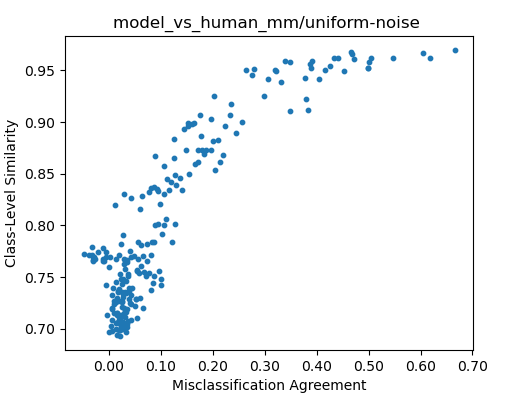 model_vs_human_mm/uniform-noise
Class-Level Similarity
0.95
0.90
0.85
0.80
0.75
0.70
0.00 0.10 0.20 0.30 0.40 0.50 0.60 0.70
Misclassification Agreement